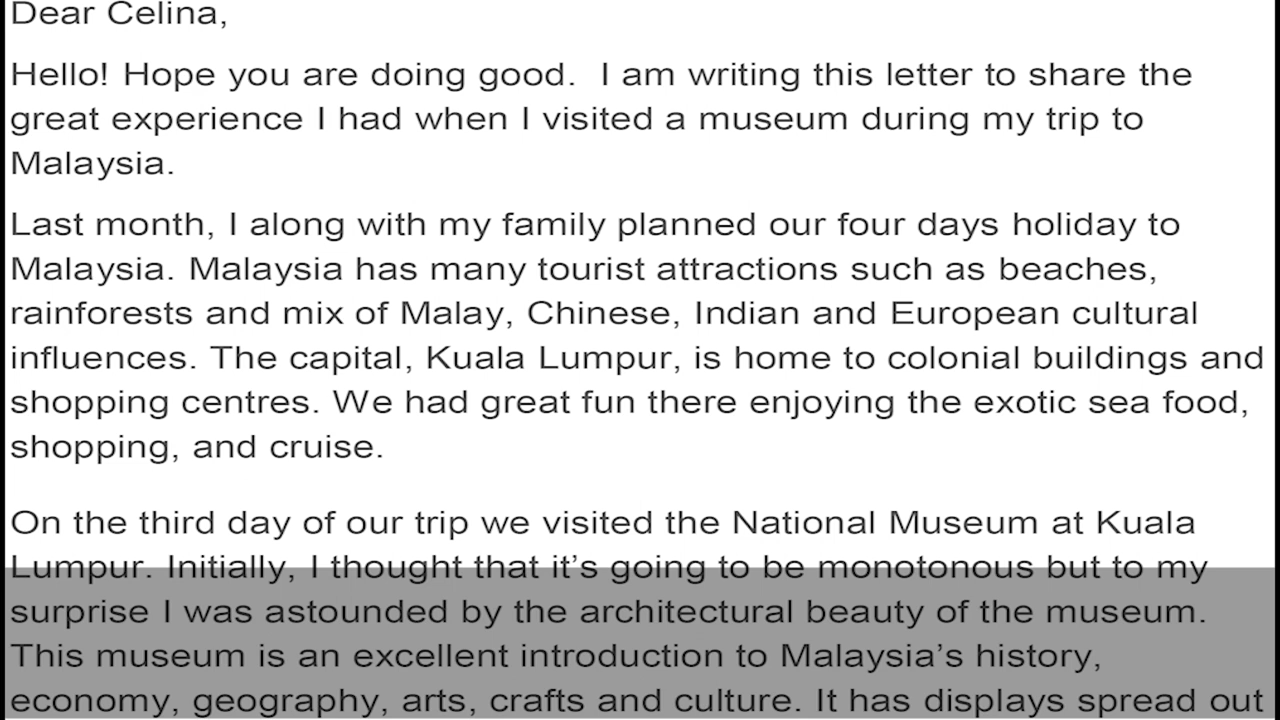 Dear Celina,
Hello! Hope you are doing good.  I am writing this letter to share the
great experience I had when I visited a museum during my trip to
Malaysia.
Last month, I along with my family planned our four days holiday to
Malaysia. Malaysia has many tourist attractions such as beaches,
rainforests and mix of Malay, Chinese, Indian and European cultural
influences. The capital, Kuala Lumpur, is home to colonial buildings and
shopping centres. We had great fun there enjoying the exotic sea food,
shopping, and cruise.
On the third day of our trip we visited the National Museum at Kuala
Lumpur. Initially, I thought that it’s going to be monotonous but to my
surprise I was astounded by the architectural beauty of the museum.
This museum is an excellent introduction to Malaysia’s history,
economy, geography, arts, crafts and culture. It has displays spread out